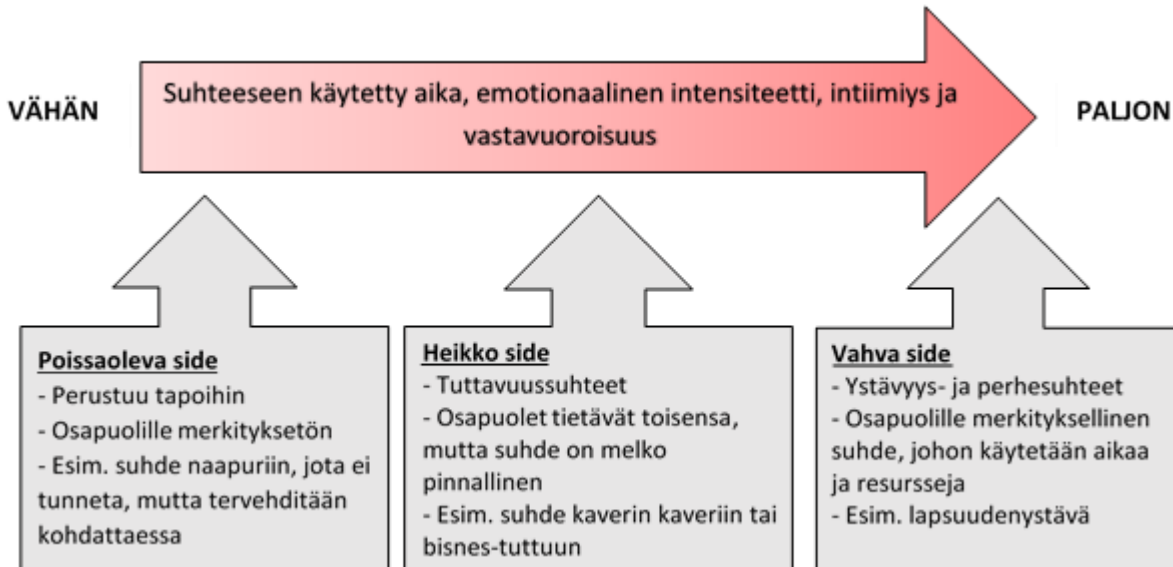 VÄHÄN
Suhteeseen käytetty aika, emotionaalinen intensiteetti, intiimiys ja
vastavuoroisuus
PALJON
Poissaoleva side
- Perustuu tapoihin
- Osapuolille merkityksetön
- Esim. suhde naapuriin, jota ei
tunneta, mutta tervehditään
kohdattaessa
Heikko side
- Tuttavuussuhteet
- Osapuolet tietävät toisensa,
mutta suhde on melko
pinnallinen
- Esim. suhde kaverin kaveriin tai
bisnes-tuttuun
Vahva side
- Ystävyys- ja perhesuhteet
- Osapuolille merkityksellinen
suhde, johon käytetään aikaa
ja resursseja
- Esim. lapsuudenystävä